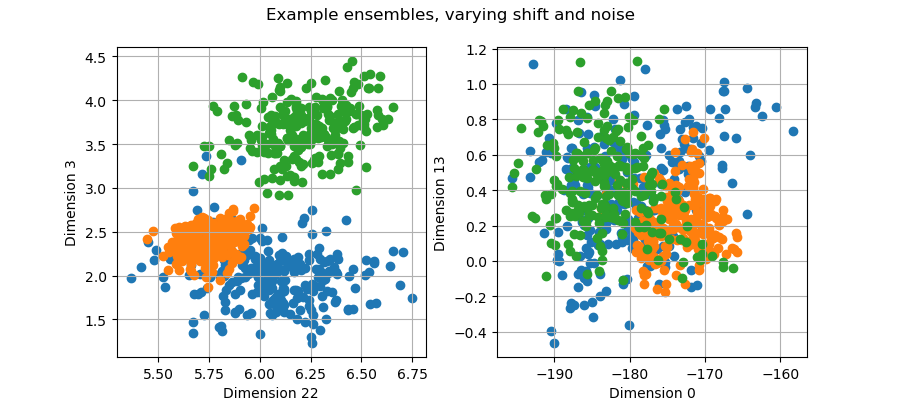 Example ensembles, varying shift and noise
4.5
4.0
3.5
3.0
2.5
2.0
1.5
Dimension 3
5.50 5.75 6.00 6.25 6.50 6.75
Dimension 22
1.2
1.0
0.8
0.6
0.4
0.2
0.0
−0.2
−0.4
Dimension 13
−190 −180 −170 −160
Dimension 0